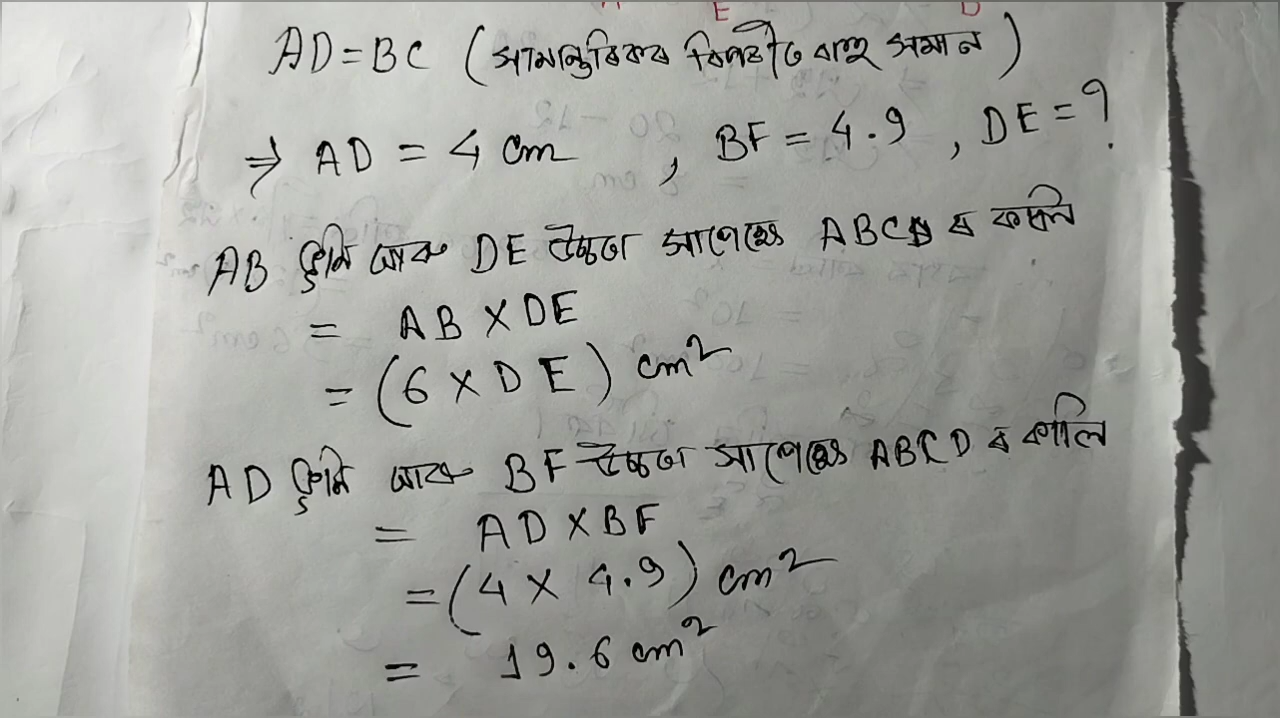 E D
AD = BC (সামান্তৰিকৰ বিপৰীত বাহু সমান)
⇒ AD = 4 cm , BF = 4.9 , DE = ?
AB ভূমি আৰু DE উচ্চতা সাপেক্ষে ABCD ৰ কালি
= AB × DE
= (6 × DE) cm²
AD ভূমি আৰু BF উচ্চতা সাপেক্ষে ABCD ৰ কালি
= AD × BF
= (4 × 4.9) cm²
= 19.6 cm²